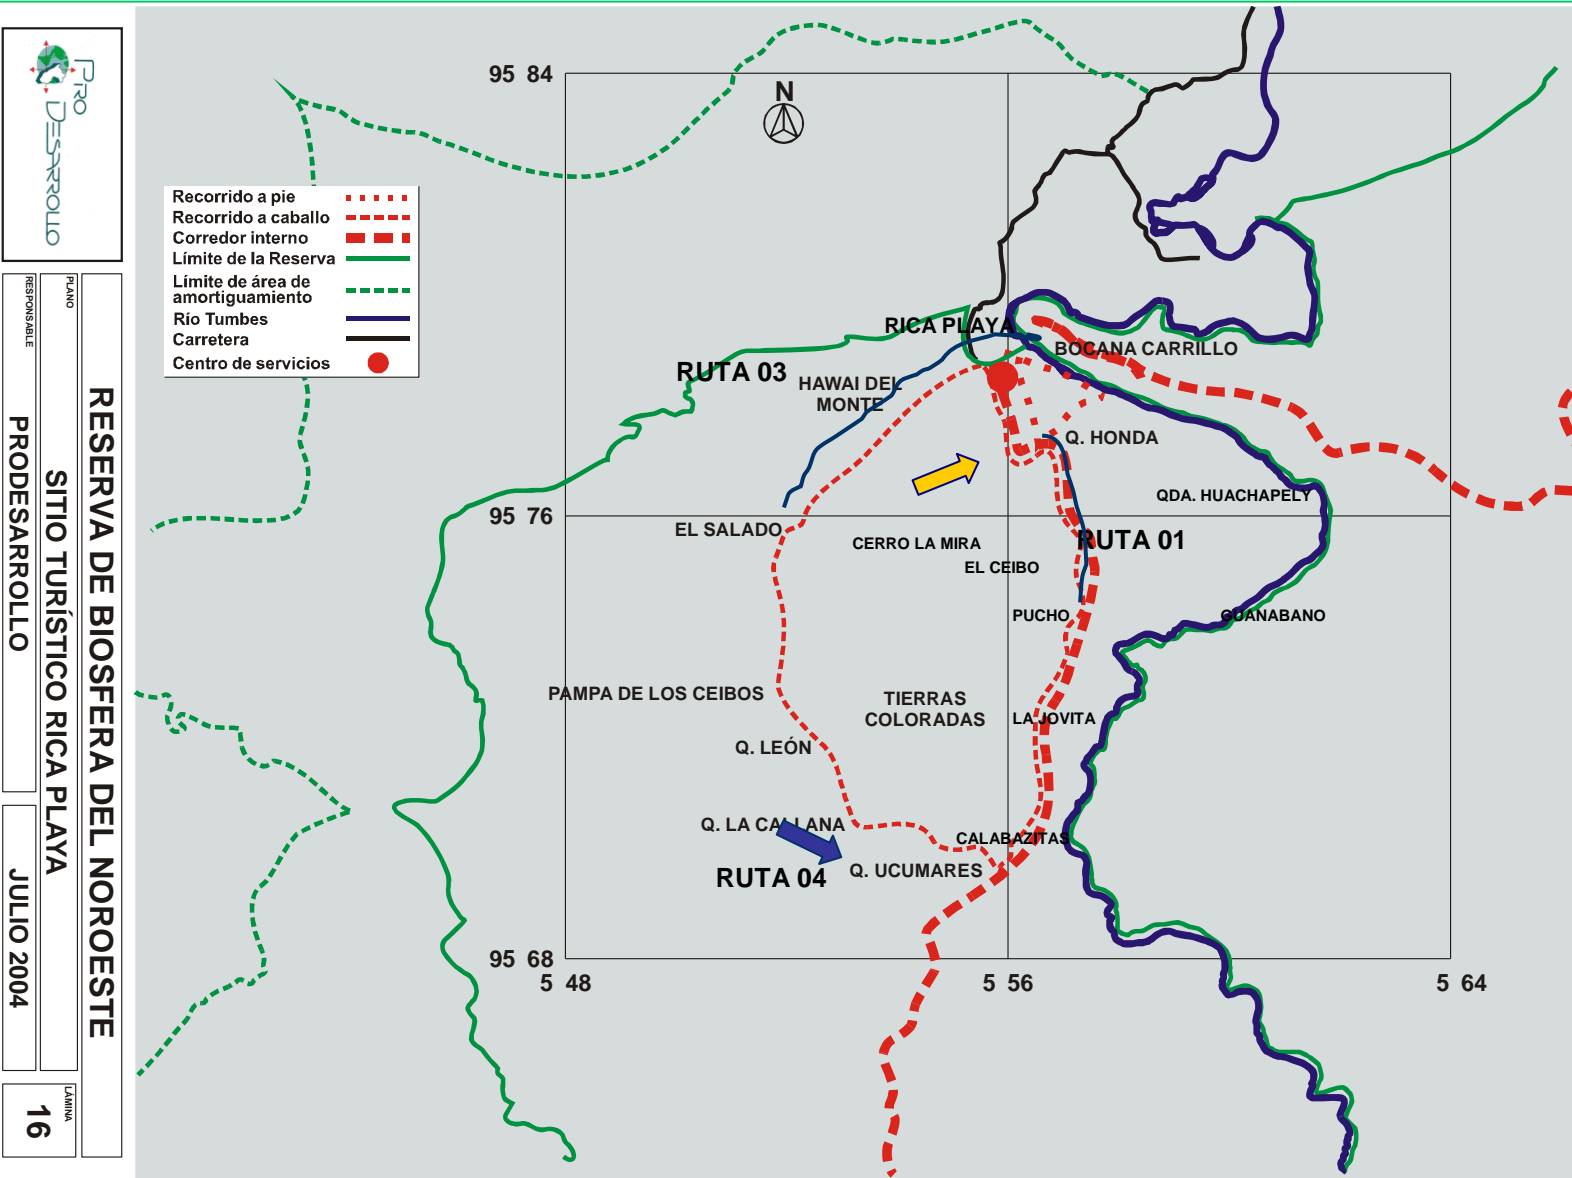 PRO
DESARROLLO
RESERVA DE BIOSFERA DEL NOROESTE
PLANO
SITIO TURÍSTICO RICA PLAYA
RESPONSABLE
PRODESARROLLO
JULIO 2004
LÁMINA
16
Recorrido a pie
Recorrido a caballo
Corredor interno
Límite de la Reserva
Límite de área de
amortiguamiento
Río Tumbes
Carretera
Centro de servicios
N
95 84
95 76
95 68
5 48
5 56
5 64
RICA PLAYA
BOCANA CARRILLO
RUTA 03
HAWAI DEL
MONTE
Q. HONDA
QDA. HUACHAPELY
EL SALADO
CERRO LA MIRA
RUTA 01
EL CEIBO
PUCHO
GUANABANO
PAMPA DE LOS CEIBOS
TIERRAS
COLORADAS
LA JOVITA
Q. LEÓN
Q. LA CALLANA
CALABAZITAS
RUTA 04
Q. UCUMARES